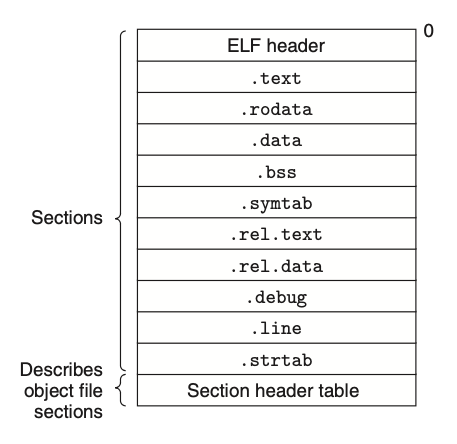 0
ELF header
.text
.rodata
.data
.bss
.symtab
Sections
.rel.text
.rel.data
.debug
.line
.strtab
Describes
object file
sections
Section header table